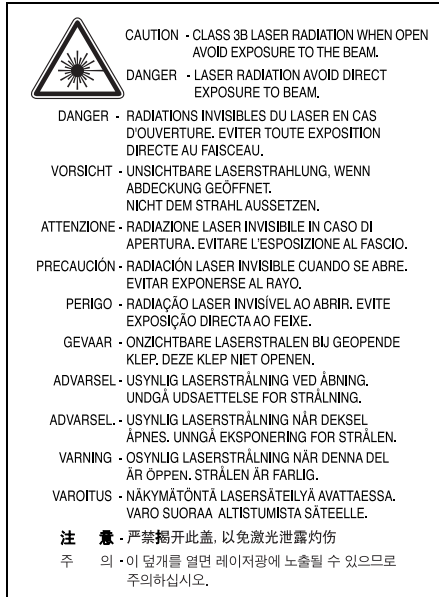 CAUTION - CLASS 3B LASER RADIATION WHEN OPEN
AVOID EXPOSURE TO THE BEAM.
DANGER - LASER RADIATION AVOID DIRECT
EXPOSURE TO BEAM.
DANGER - RADIATIONS INVISIBLES DU LASER EN CAS
D'OUVERTURE. EVITER TOUTE EXPOSITION
DIRECTE AU FAISCEAU.
VORSICHT - UNSICHTBARE LASERSTRAHLUNG, WENN
ABDECKUNG GEÖFFNET.
NICHT DEM STRAHL AUSSETZEN.
ATTENZIONE - RADIAZIONE LASER INVISIBILE IN CASO DI
APERTURA. EVITARE L'ESPOSIZIONE AL FASCIO.
PRECAUCIÓN - RADIACIÓN LASER INVISIBLE CUANDO SE ABRE.
EVITAR EXPONERSE AL RAYO.
PERIGO - RADIAÇÃO LASER INVISÍVEL AO ABRIR. EVITE
EXPOSIÇÃO DIRECTA AO FEIXE.
GEVAAR - ONZICHTBARE LASERSTRALEN BIJ GEOPENDE
KLEP. DEZE KLEP NIET OPENEN.
ADVARSEL - USYNLIG LASERSTRÅLNING VED ÅBNING.
UNDGÅ UDSAETTELSE FOR STRÅLNING.
ADVARSEL. - USYNLIG LASERSTRÅLNING NÅR DEKSEL
ÅPNES. UNNGÅ EKSPONERING FOR STRÅLEN.
VARNING - OSYNLIG LASERSTRÅLNING NÄR DENNA DEL
ÄR ÖPPEN. STRÅLEN ÄR FARLIG.
VAROITUS - NÄKYMÄTÖNTÄ LASERSÄTEILYÄ AVATTAESSA.
VARO SUORAA ALTISTUMISTA SÄTEELLE.
注 意 - 严禁揭开此盖, 以免激光泄露灼伤
주 의 - 이 덮개를 열면 레이저광에 노출될 수 있으므로
주의하십시오.